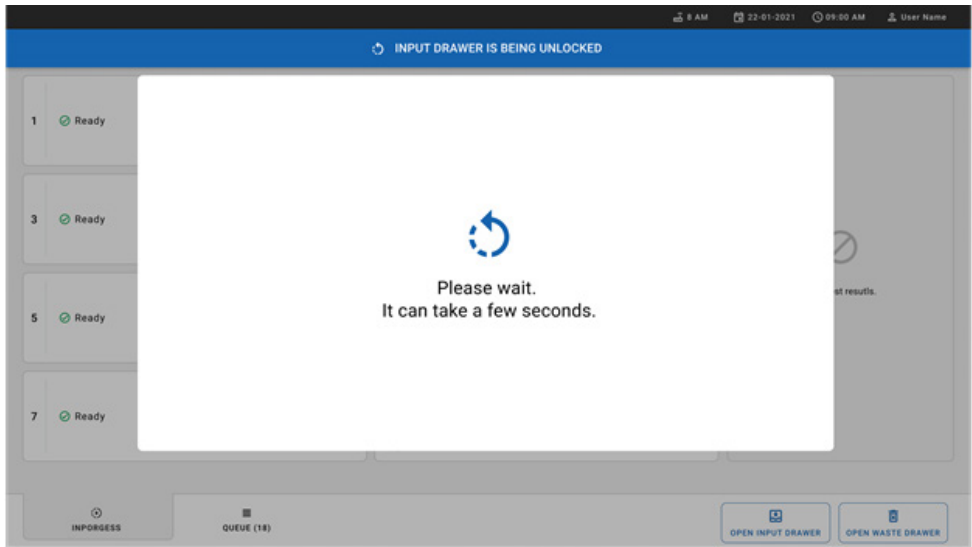 8 AM 22-01-2021 09:00 AM User Name
INPUT DRAWER IS BEING UNLOCKED
1 Ready
3 Ready
5 Ready
7 Ready
Please wait.
It can take a few seconds.
resutls.
INPORGESS
QUEUE (18)
OPEN INPUT DRAWER
OPEN WASTE DRAWER